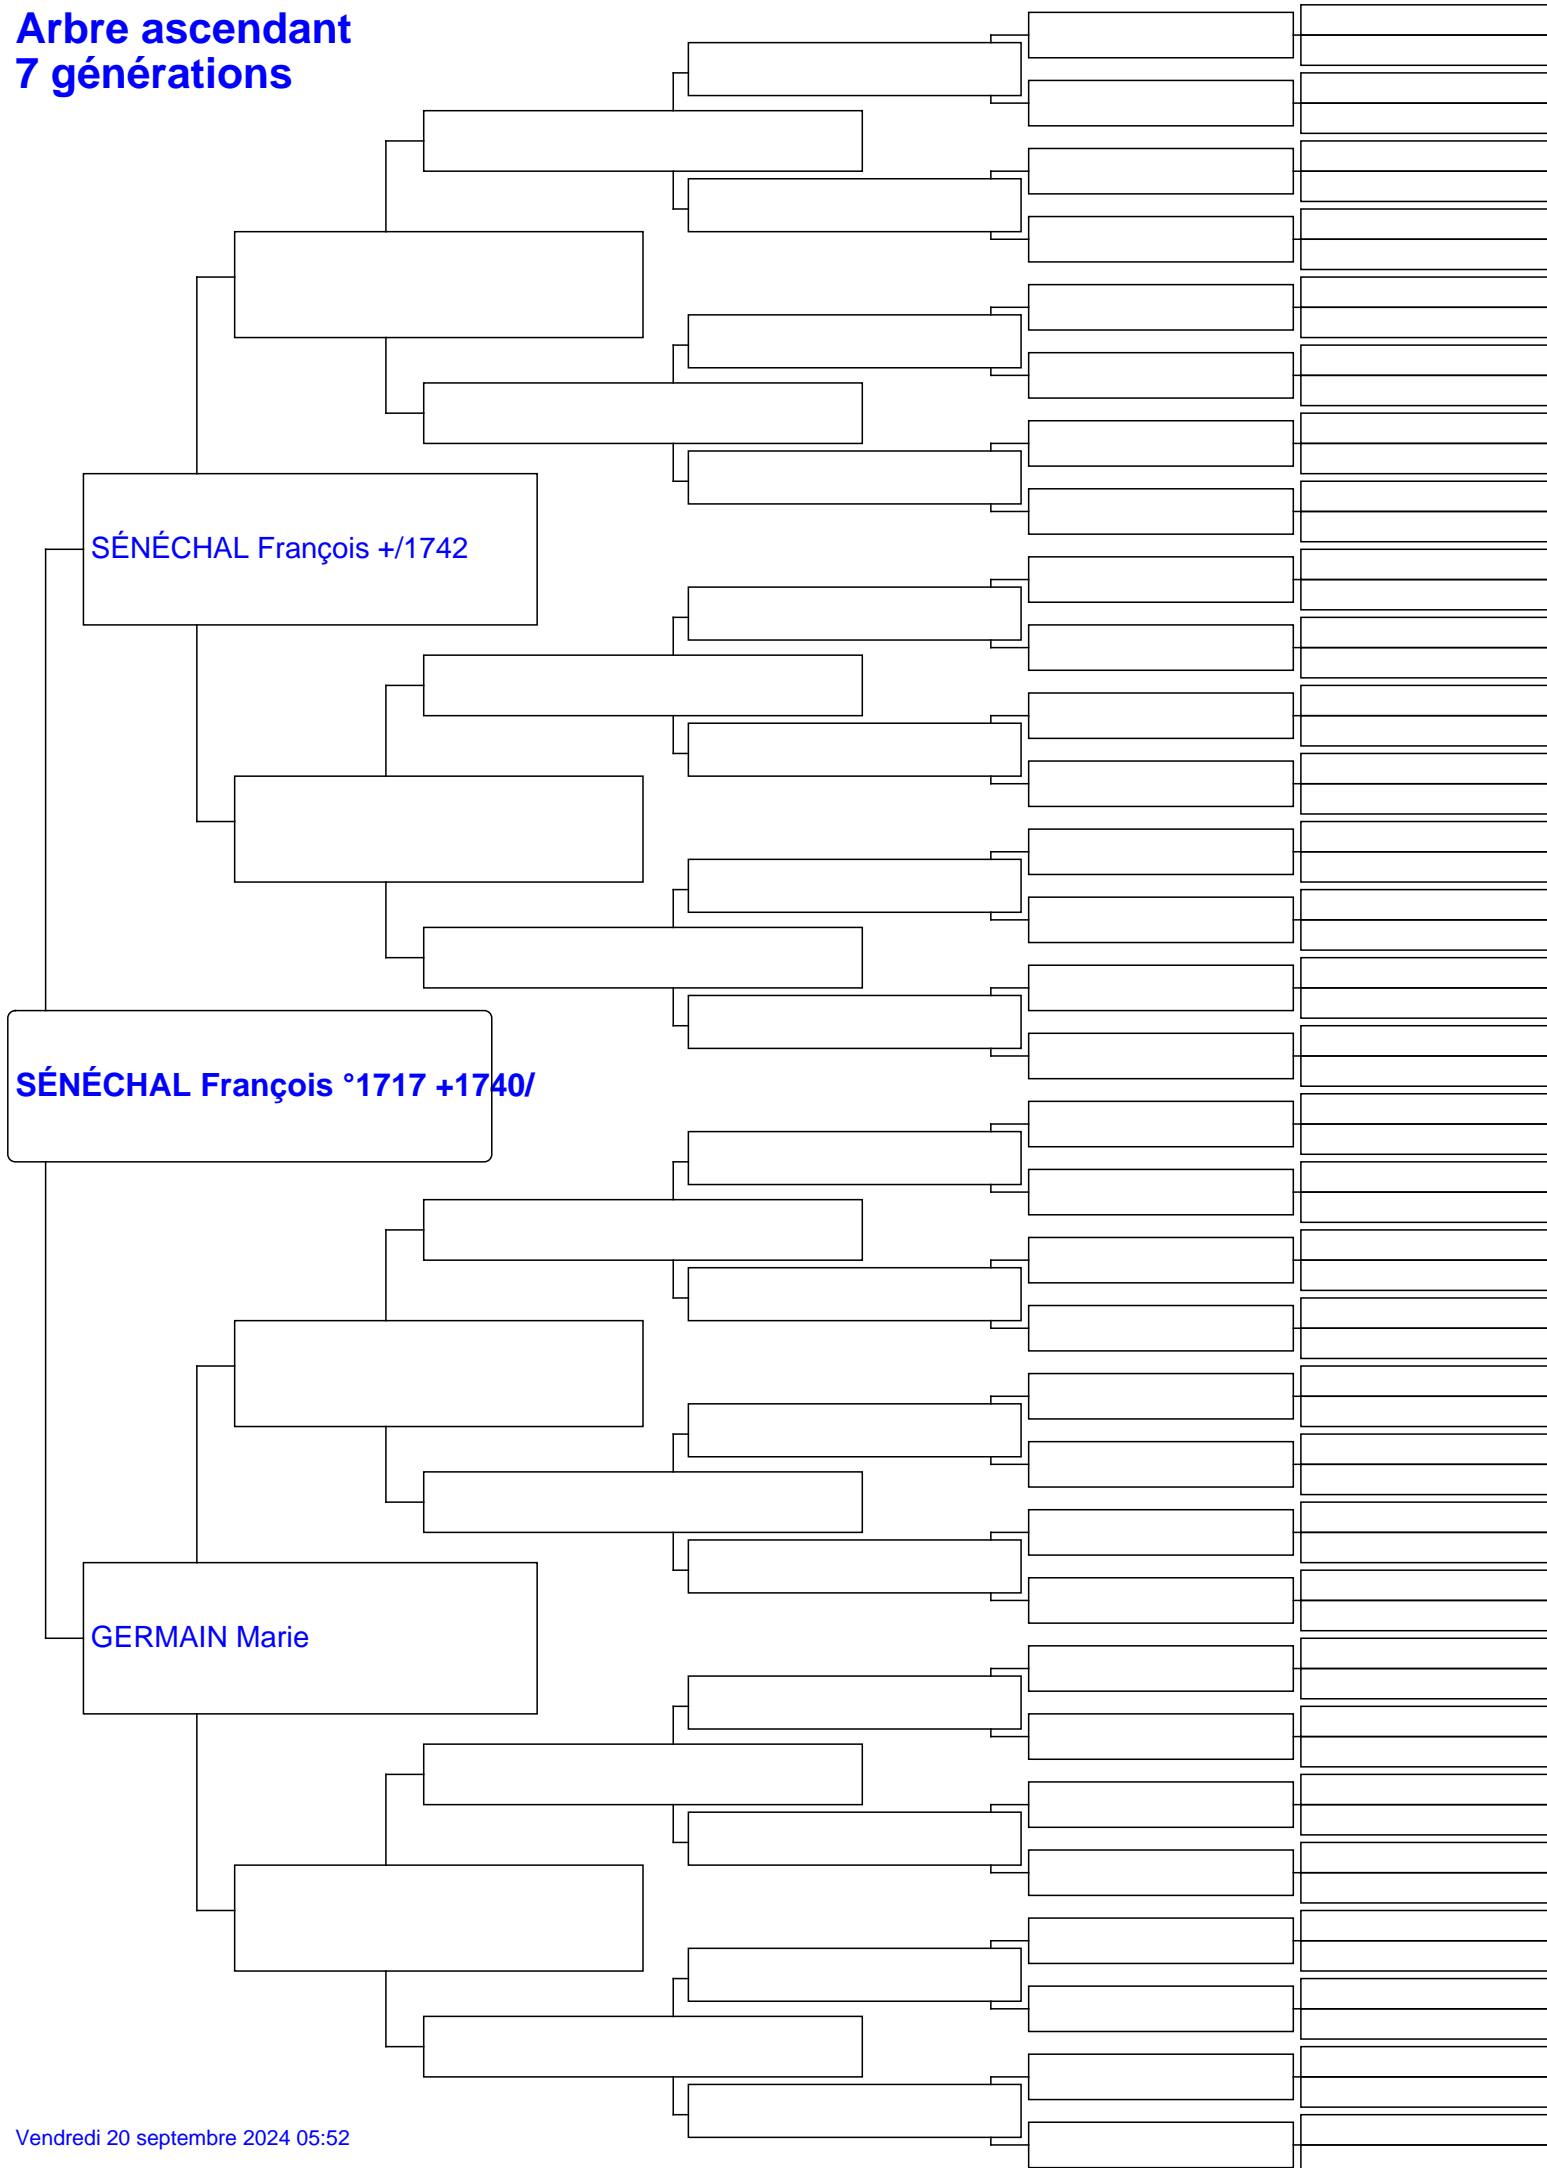 Arbre ascendant
7 générations
SÉNÉCHAL François +/1742
SÉNÉCHAL François °1717 +1740/
GERMAIN Marie
Vendredi 20 septembre 2024 05:52